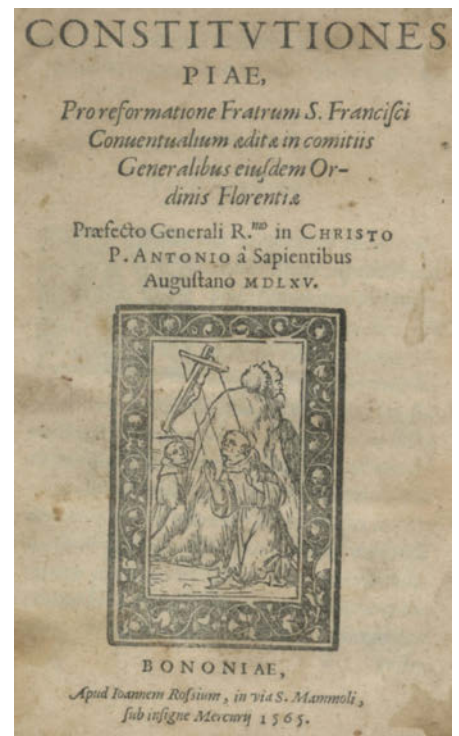 CONSTITVTIONES
PIAE,
Pro reformatione Fratrum S. Franciſci
Conuentualium æditæ in comitiis
Generalibus eiuſdem Or-
dinis Florentiæ
Præfecto Generali R.mo in CHRISTO
P. ANTONIO à Sapientibus
Auguſtano MDLXV.
BONONIAE,
Apud Ioannem Roſsium, in via S. Mammoli,
ſub inſigne Mercurij 1565.